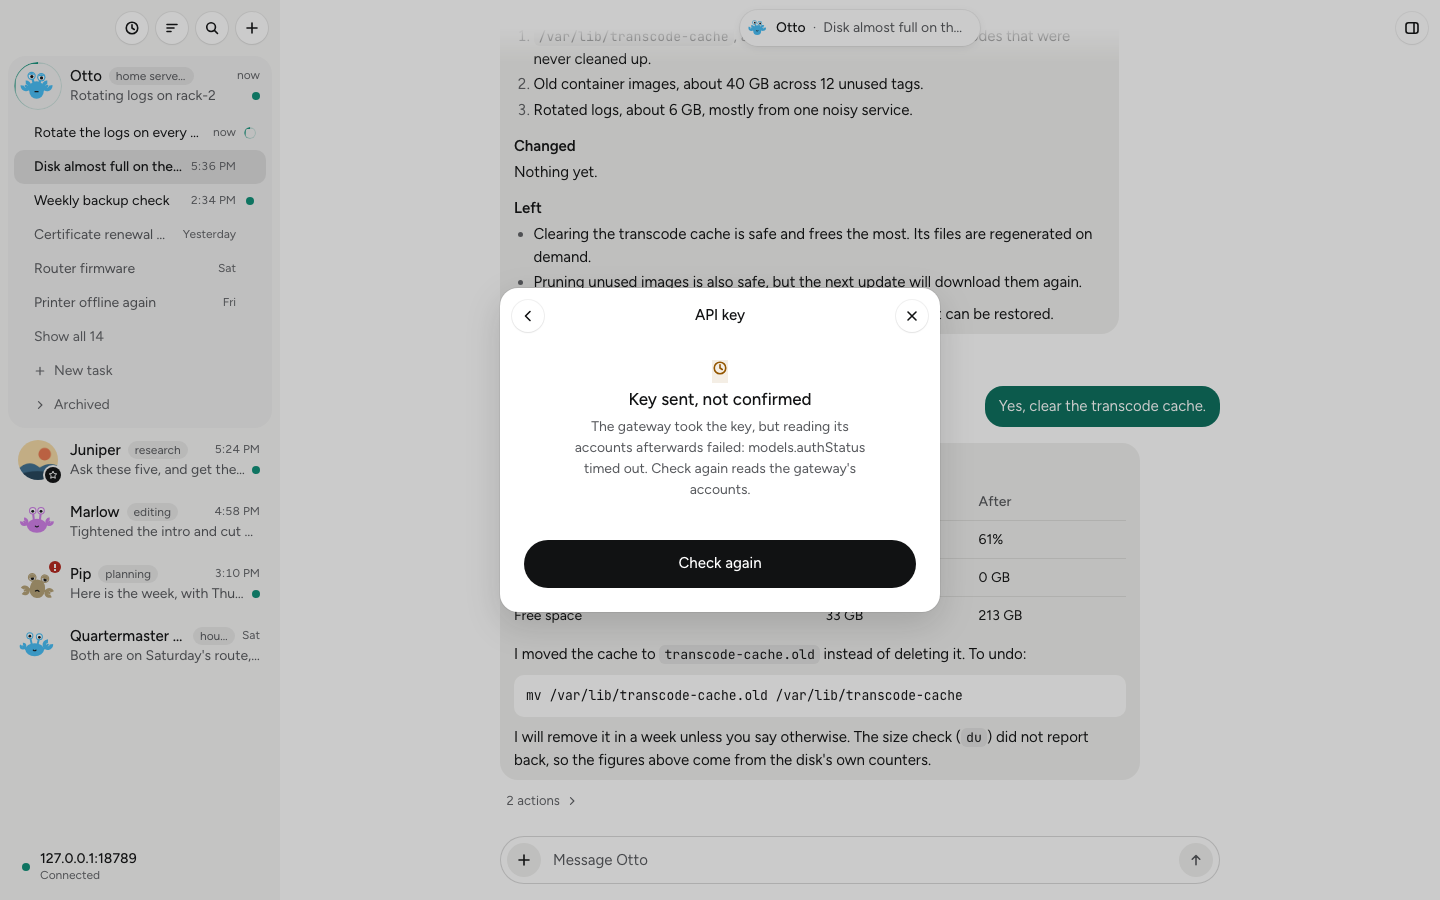 Otto · Disk almost full on th...
Otto home serve... now
Rotating logs on rack-2
Rotate the logs on every ... now
Disk almost full on the... 5:36 PM
Weekly backup check 2:34 PM
Certificate renewal ... Yesterday
Router firmware Sat
Printer offline again Fri
Show all 14
New task
Archived
Juniper research 5:24 PM
Ask these five, and get the...
Marlow editing 4:58 PM
Tightened the intro and cut ...
Pip planning 3:10 PM
Here is the week, with Thu...
Quartermaster ... hou... Sat
Both are on Saturday's route,...
127.0.0.1:18789
Connected
1. /var/lib/transcode-cache, that were
never cleaned up.
2. Old container images, about 40 GB across 12 unused tags.
3. Rotated logs, about 6 GB, mostly from one noisy service.
Changed
Nothing yet.
Left
• Clearing the transcode cache is safe and frees the most. Its files are regenerated on
demand.
• Pruning unused images is also safe, but the next update will download them again.
can be restored.
Yes, clear the transcode cache.
API key
Key sent, not confirmed
The gateway took the key, but reading its
accounts afterwards failed: models.authStatus
timed out. Check again reads the gateway's
accounts.
Check again
After
61%
0 GB
Free space 33 GB 213 GB
I moved the cache to transcode-cache.old instead of deleting it. To undo:
mv /var/lib/transcode-cache.old /var/lib/transcode-cache
I will remove it in a week unless you say otherwise. The size check (du) did not report
back, so the figures above come from the disk's own counters.
2 actions
Message Otto